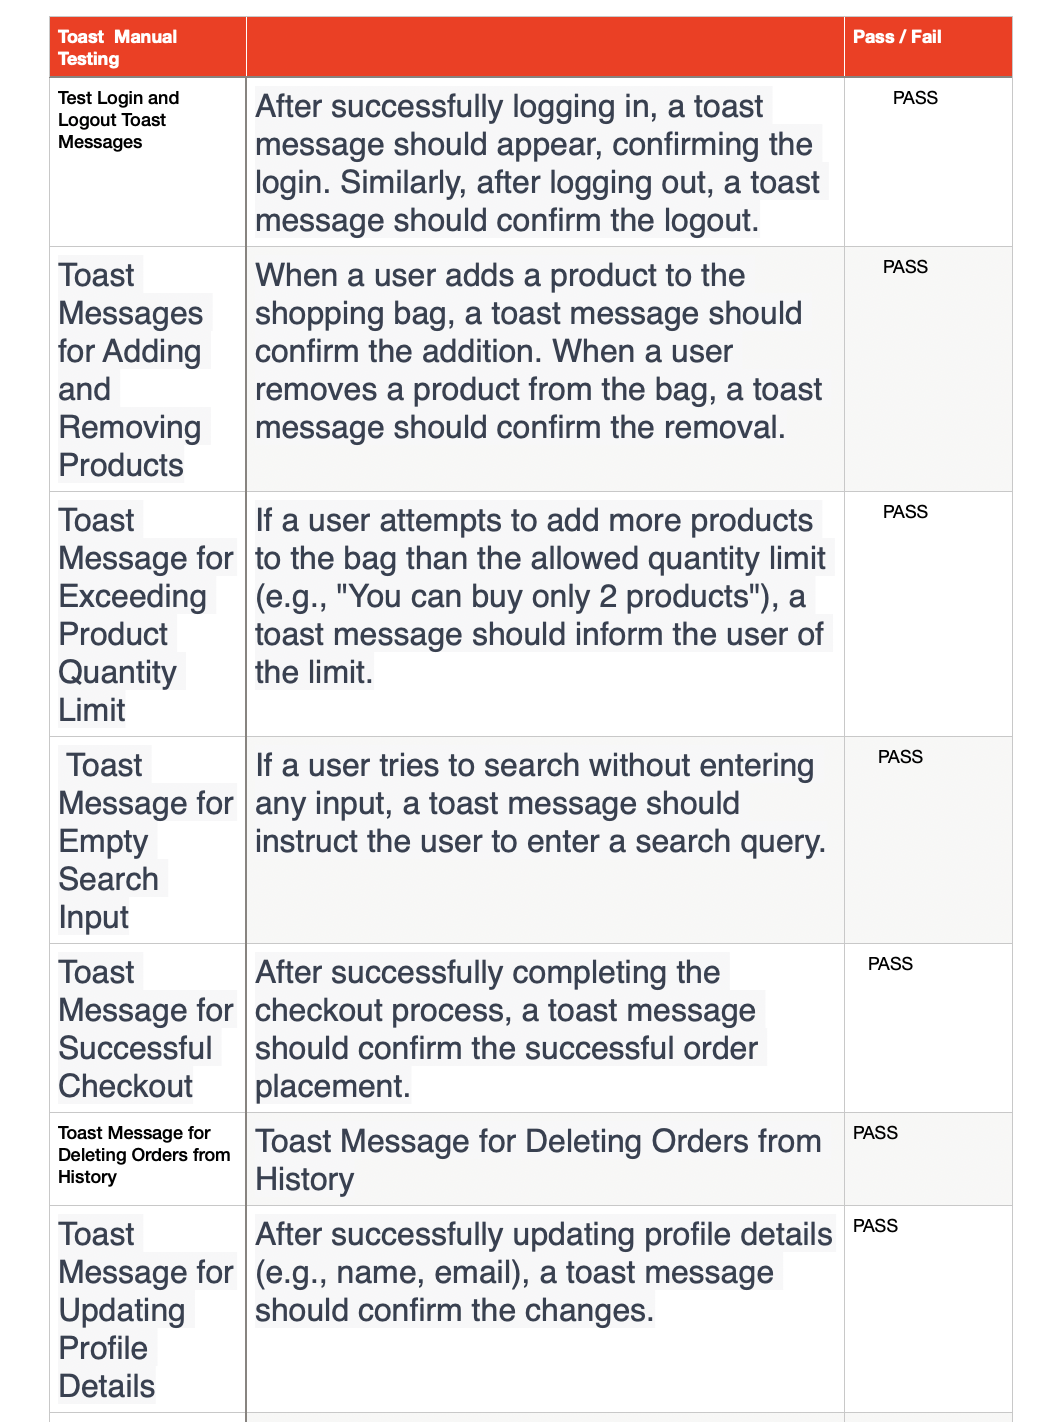 Toast  Manual
Testing
Pass / Fail
Test Login and
Logout Toast
Messages
After successfully logging in, a toast
message should appear, confirming the
login. Similarly, after logging out, a toast
message should confirm the logout.
PASS
Toast
Messages
for Adding
and
Removing
Products
When a user adds a product to the
shopping bag, a toast message should
confirm the addition. When a user
removes a product from the bag, a toast
message should confirm the removal.
PASS
Toast
Message for
Exceeding
Product
Quantity
Limit
If a user attempts to add more products
to the bag than the allowed quantity limit
(e.g., "You can buy only 2 products"), a
toast message should inform the user of
the limit.
PASS
Toast
Message for
Empty
Search
Input
If a user tries to search without entering
any input, a toast message should
instruct the user to enter a search query.
PASS
Toast
Message for
Successful
Checkout
After successfully completing the
checkout process, a toast message
should confirm the successful order
placement.
PASS
Toast Message for
Deleting Orders from
History
Toast Message for Deleting Orders from
History
PASS
Toast
Message for
Updating
Profile
Details
After successfully updating profile details
(e.g., name, email), a toast message
should confirm the changes.
PASS